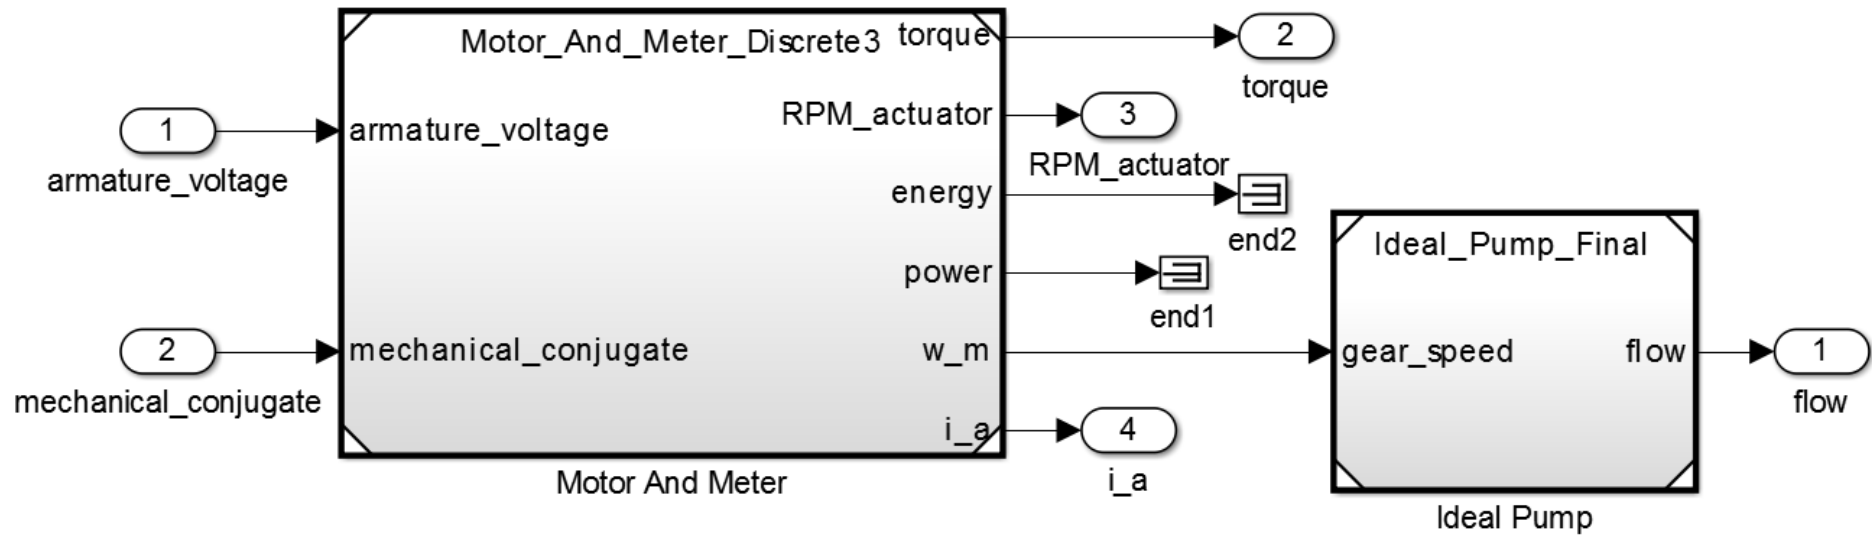 Motor_And_Meter_Discrete3
torque
2
torque
1
armature_voltage
armature_voltage
RPM_actuator
3
RPM_actuator
energy
end2
power
end1
2
mechanical_conjugate
mechanical_conjugate
w_m
i_a
4
i_a
Motor And Meter
Ideal_Pump_Final
gear_speed
flow
1
flow
Ideal Pump